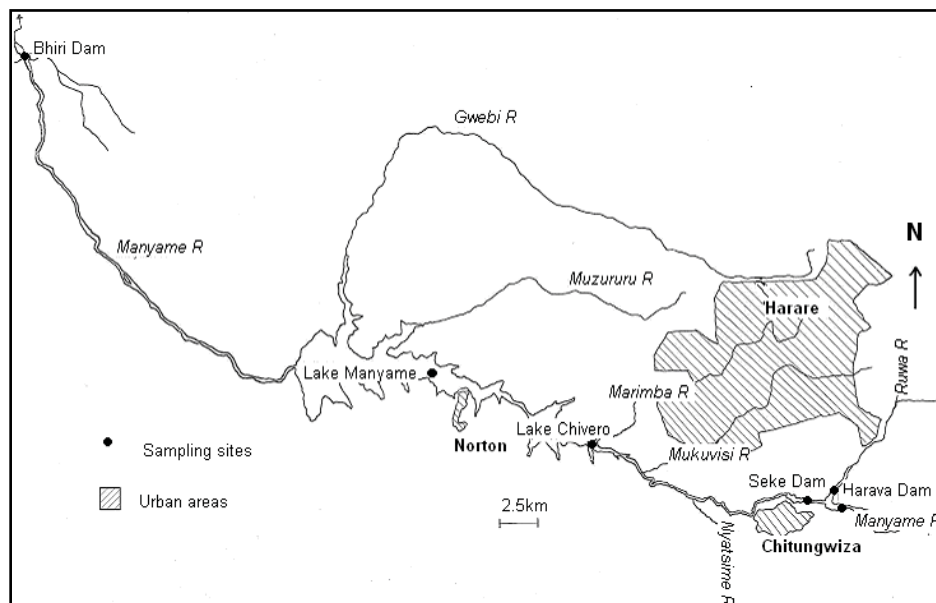 Bhiri Dam
Gwebi R
N
Manyame R
Muzururu R
Harare
Ruwe R
Lake Manyame
Marimba R
Lake Chivero
Norton
Mukuvisi R
Sampling sites
Seke Dam
Harava Dam
Urban areas
2.5km
Manyame R
Nyatsime R
Chitungwiza